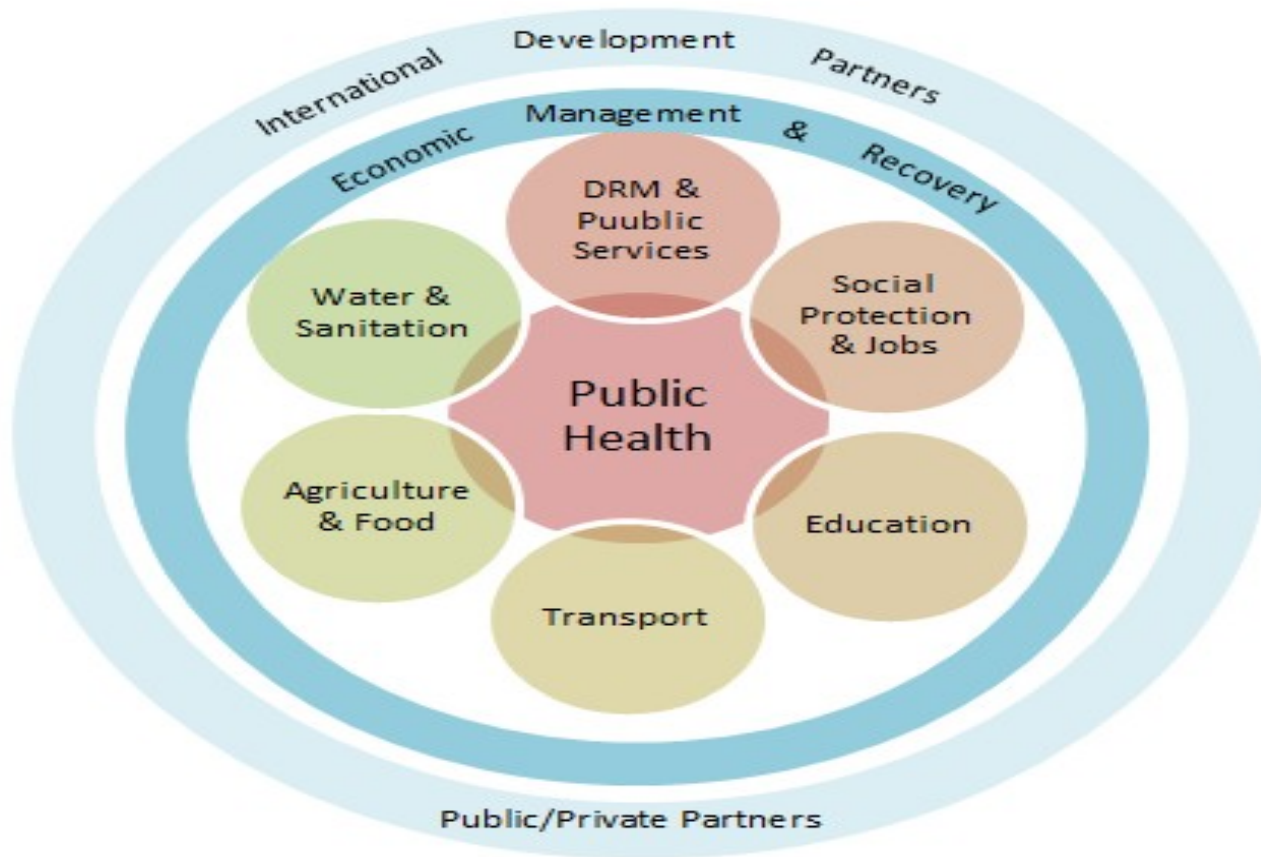 International Development Partners
Economic Management & Recovery
DRM &
Puublic
Services
Water &
Sanitation
Social
Protection
& Jobs
Public
Health
Agriculture
& Food
Education
Transport
Public/Private Partners